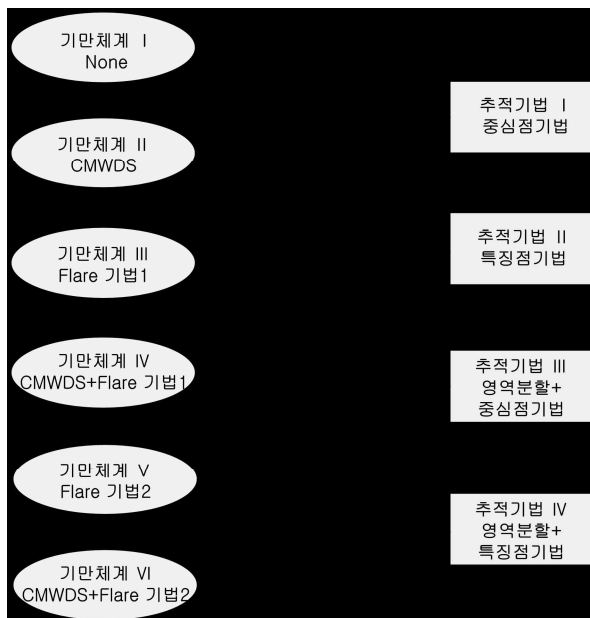 기만체계 Ⅰ
None
기만체계 Ⅱ
CMWDS
기만체계 Ⅲ
Flare 기법1
기만체계 Ⅳ
CMWDS+Flare 기법1
기민체계 Ⅴ
Flare 기법2
기만체계 Ⅵ
CMWDS+Flare 기법2
추적기법 Ⅰ
중심점기법
추적기법 Ⅱ
특징점기법
추적기법 Ⅲ
영역분할+
중심점기법
추적기법 Ⅳ
영역분할+
특징점기법